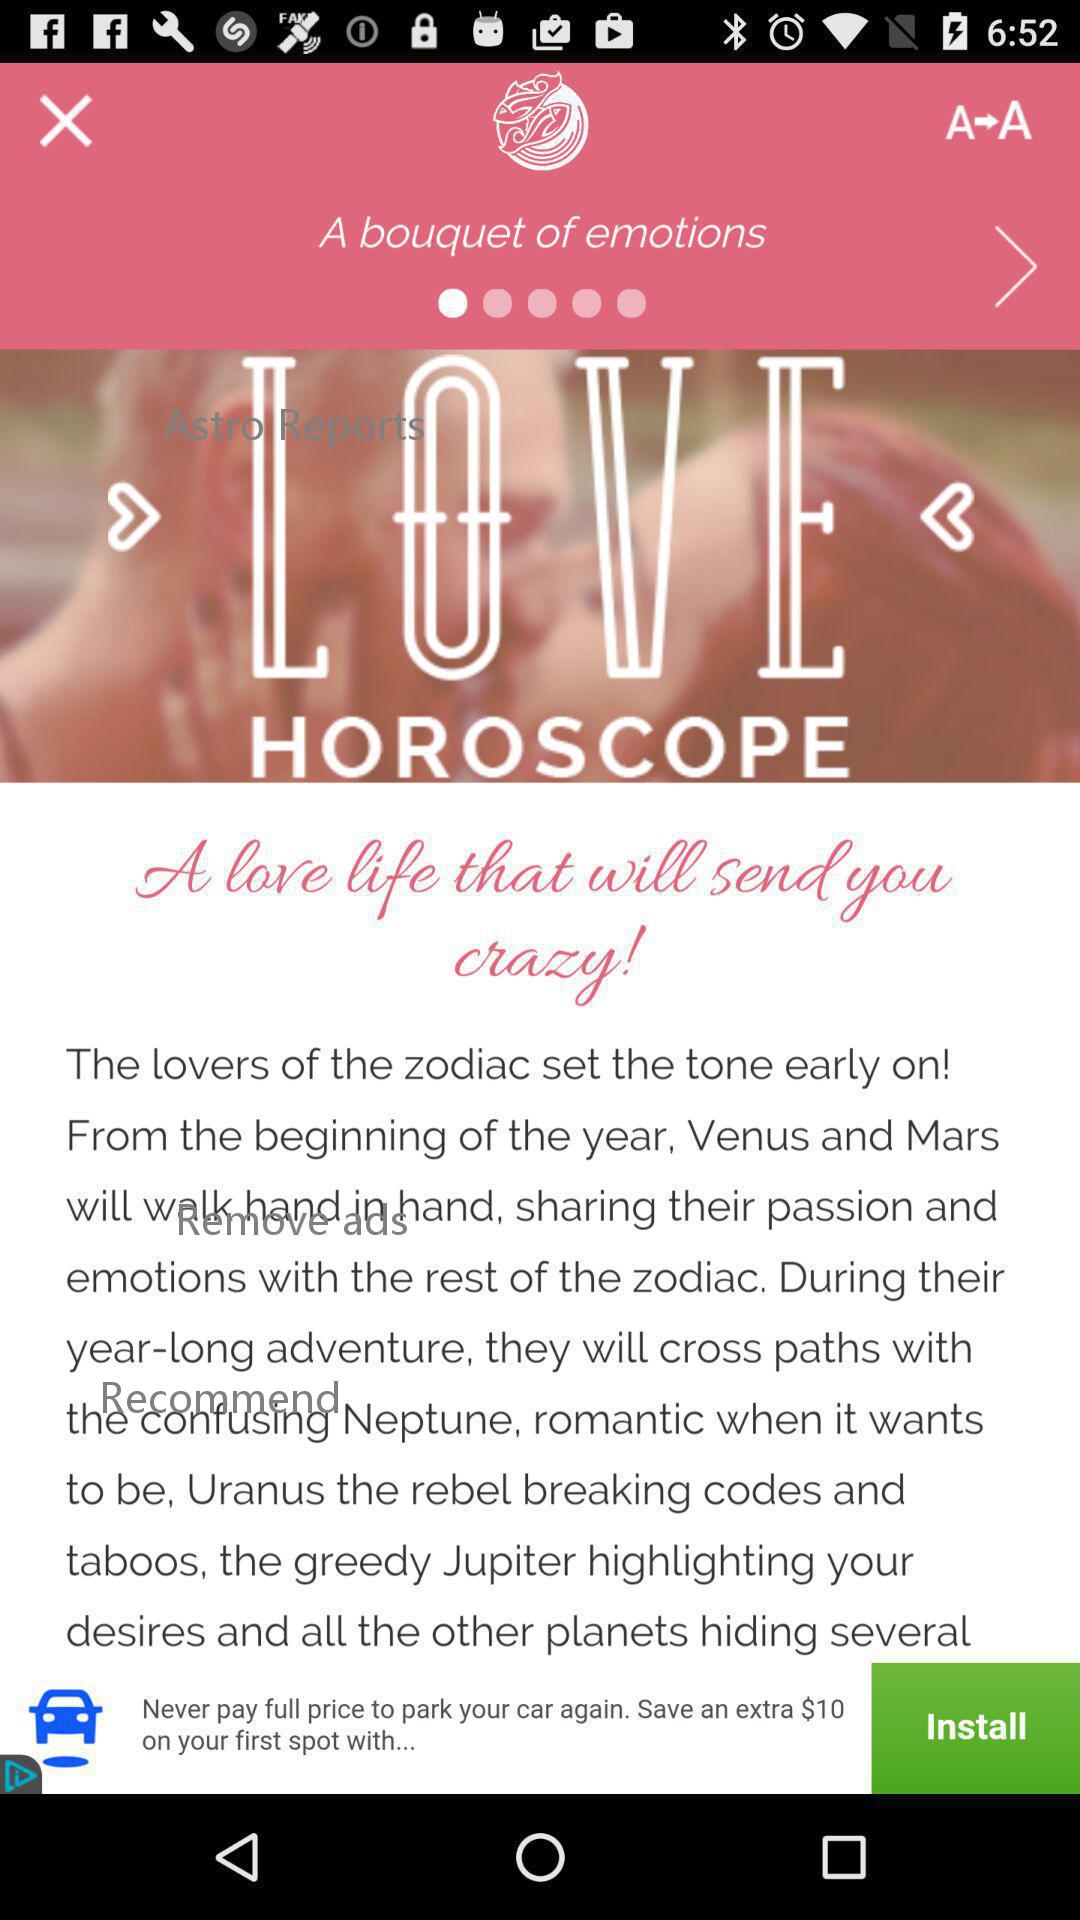 FAKE
6:52
A→A
A bouquet of emotions
LOVE
Astro Reports
HOROSCOPE
A love life that will send you
crazy!
The lovers of the zodiac set the tone early on!
From the beginning of the year, Venus and Mars
will walk hand in hand, sharing their passion and
Remove ads
emotions with the rest of the zodiac. During their
year-long adventure, they will cross paths with
Recommend
the confusing Neptune, romantic when it wants
to be, Uranus the rebel breaking codes and
taboos, the greedy Jupiter highlighting your
desires and all the other planets hiding several
Never pay full price to park your car again. Save an extra $10
on your first spot with...
Install